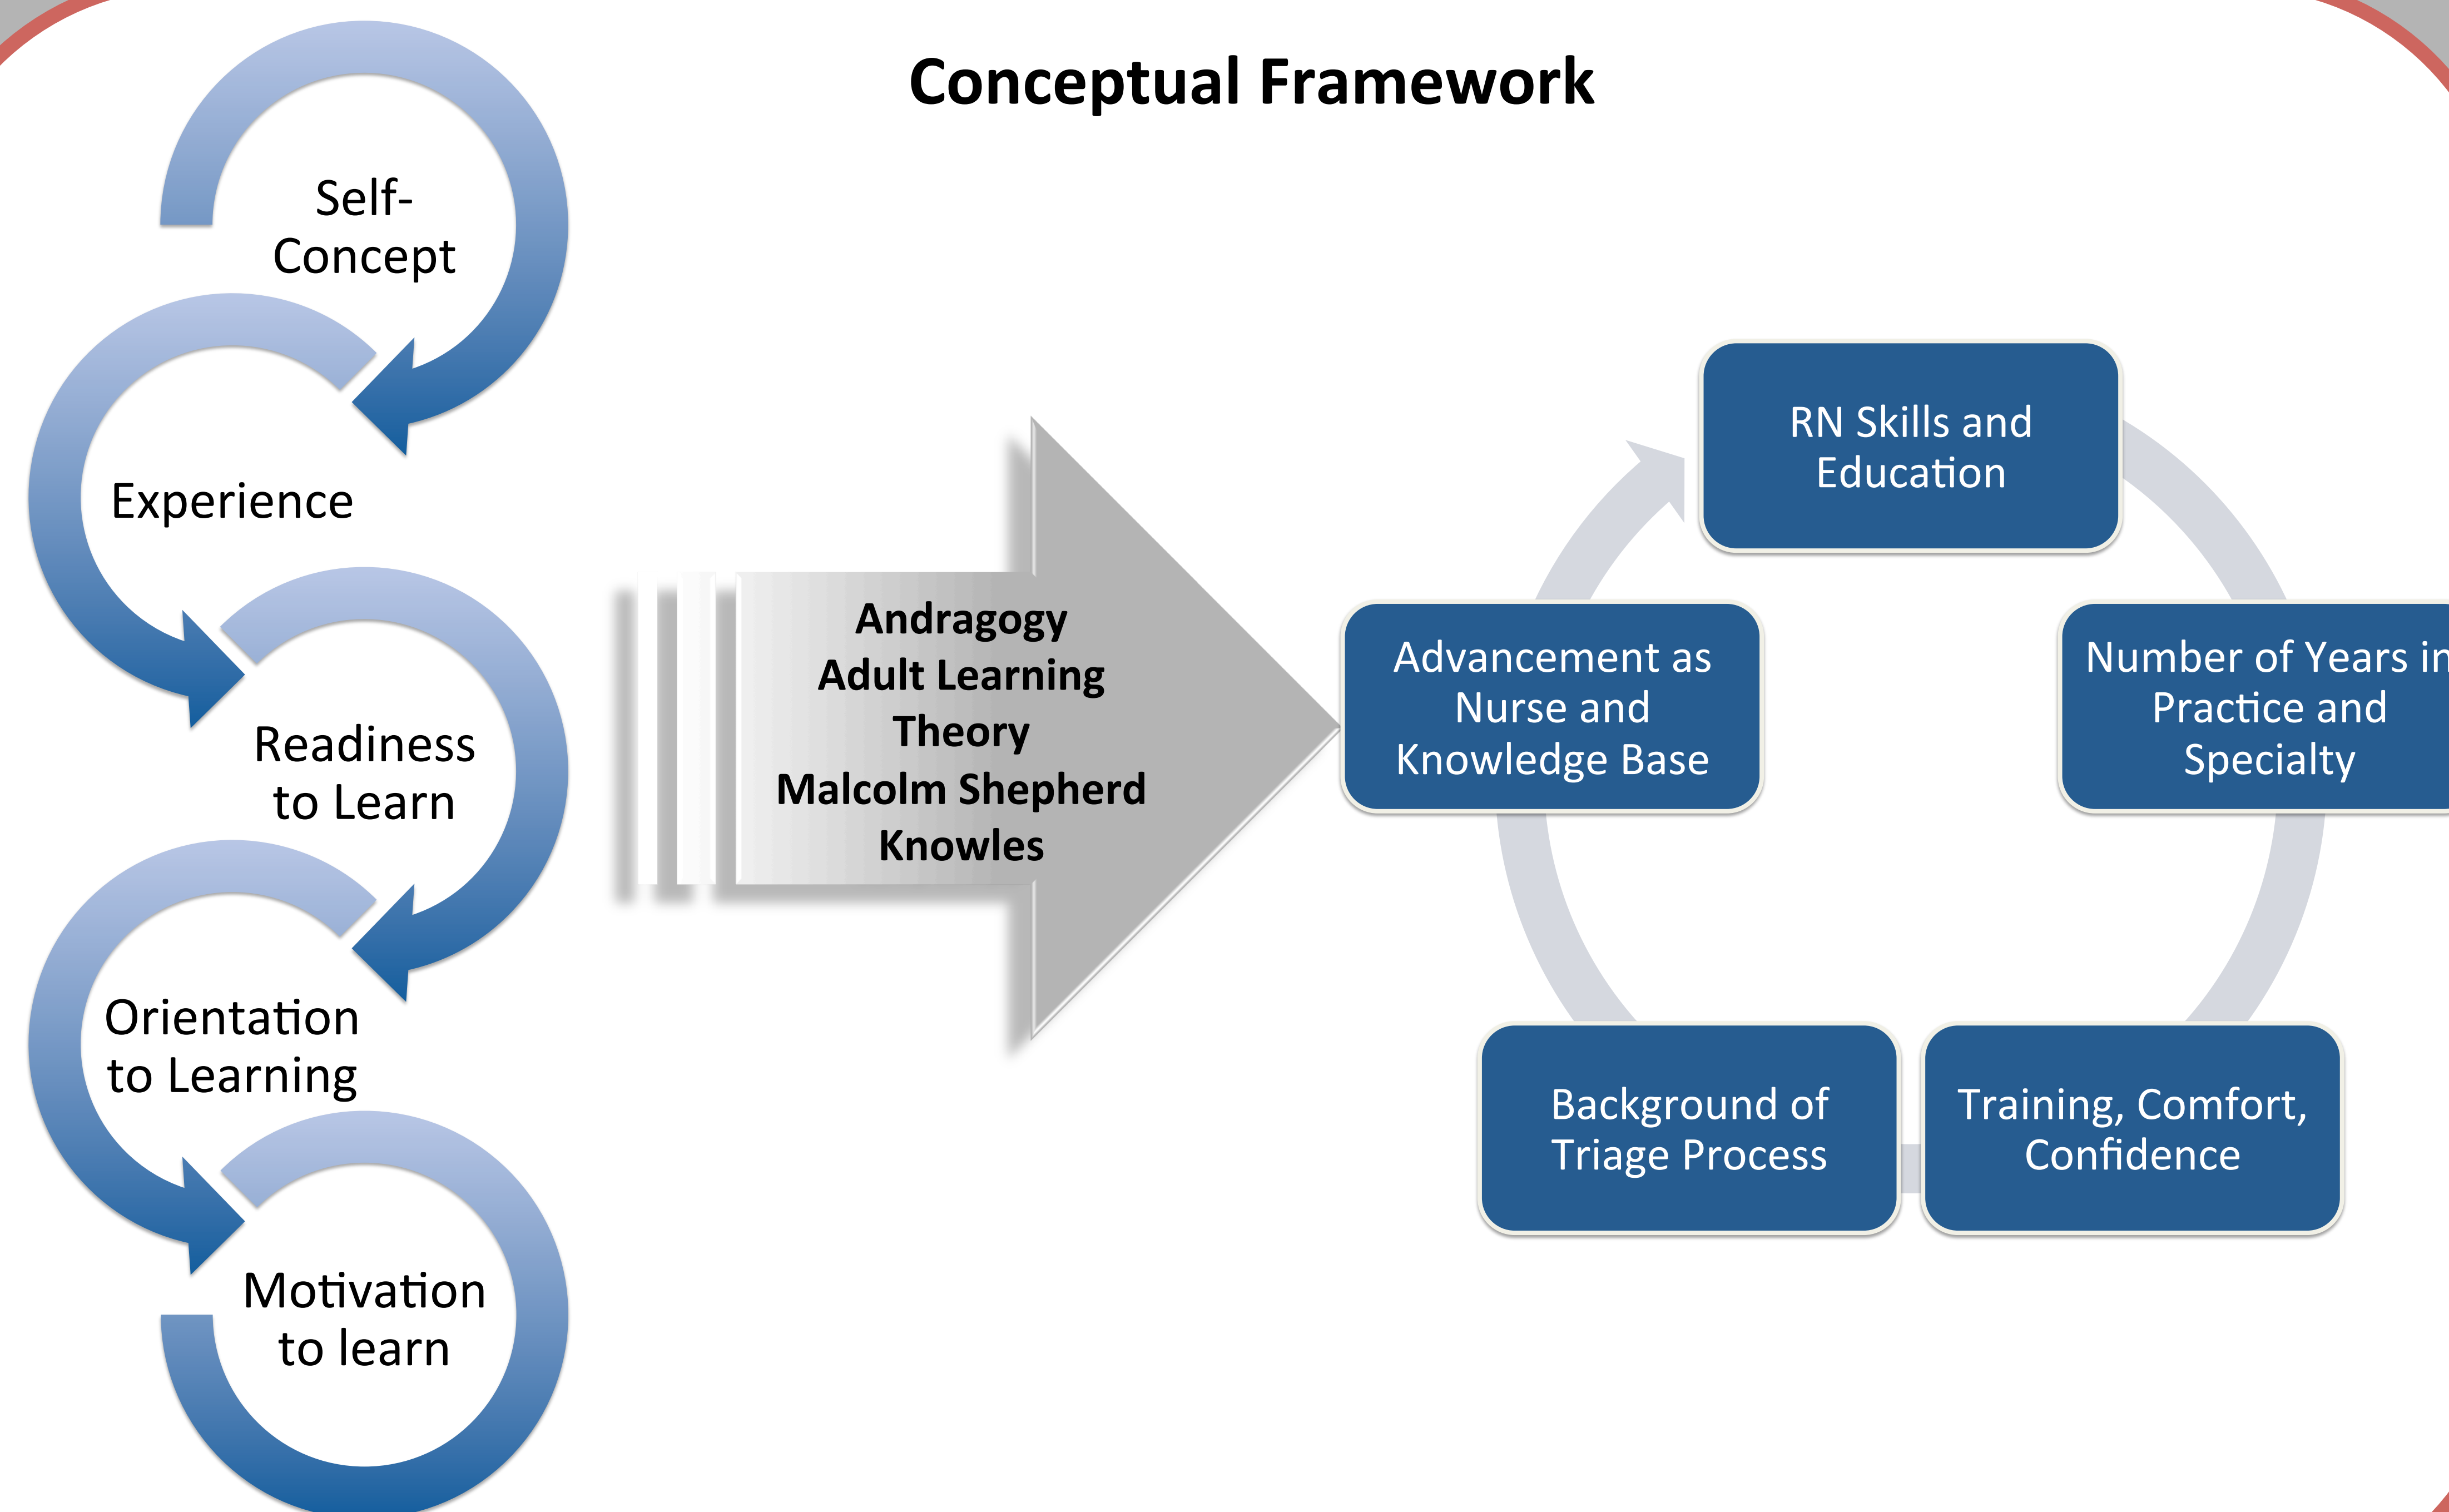 Conceptual Framework
Self-
Concept
Experience
Readiness
to Learn
Orientation
to Learning
Motivation
to learn
Andragogy
Adult Learning
Theory
Malcolm Shepherd
Knowles
RN Skills and
Education
Number of Years in
Practice and
Specialty
Training, Comfort,
Confidence
Background of
Triage Process
Advancement as
Nurse and
Knowledge Base